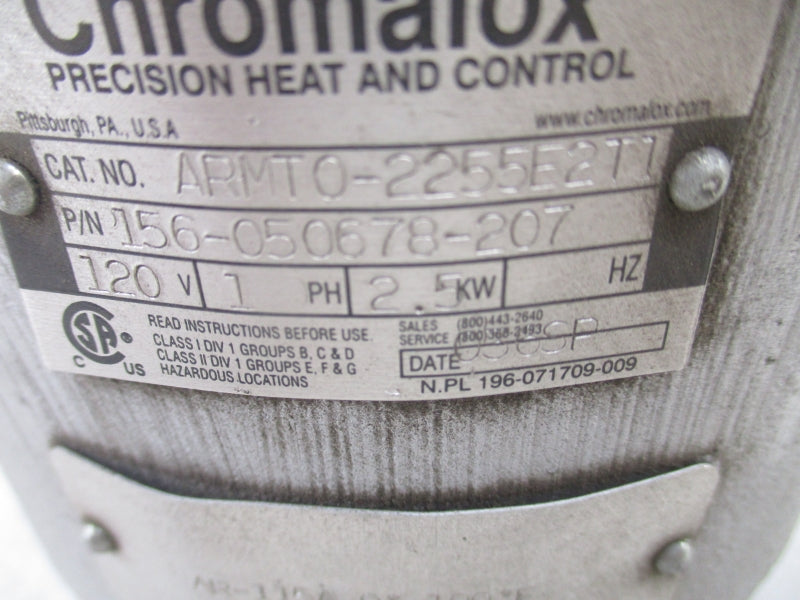 Chromalox
PRECISION HEAT AND CONTROL
Pittsburgh, PA., U.S.A
www.chromalox.com
CAT. NO. ARMTO-2255E2T1
P/N 156-050678-207
120 V 1 PH 2.5 KW HZ
READ INSTRUCTIONS BEFORE USE.
CLASS I DIV 1 GROUPS B, C & D
CLASS II DIV 1 GROUPS E, F & G
HAZARDOUS LOCATIONS
C US
SALES (800)443-2640
SERVICE (800)368-2493
DATE
N.PL 196-071709-009